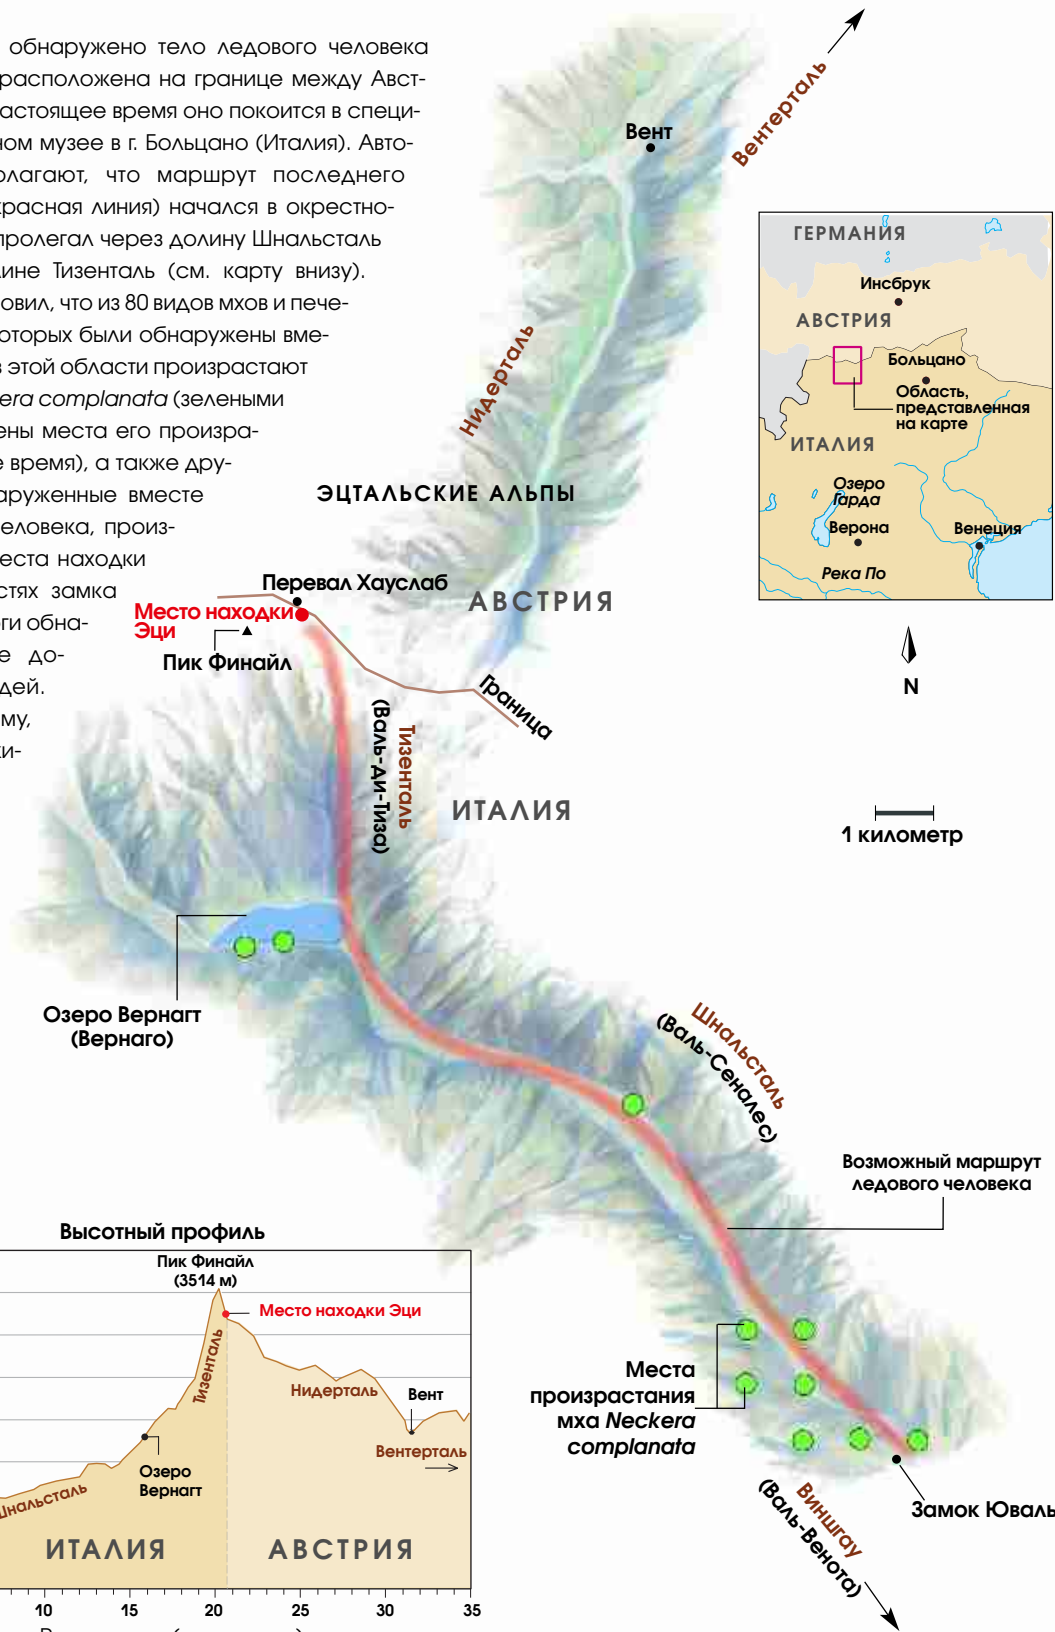 обнаружено тело ледового человека
расположена на границе между Авст-
астоящее время оно покоится в специ-
ном музее в г. Больцано (Италия). Авто-
олагают, что маршрут последнего
красная линия) начался в окрестно-
пролегал через долину Шнальсталь
лине Тизенталь (см. карту внизу).
овил, что из 80 видов мхов и пече-
оторых были обнаружены вме-
в этой области произрастают
era complanata (зелеными
ены места его произра-
е время), а также дру-
аруженные вместе
еловека, произ-
еста находки
стях замка
оги обна-
е до-
дей.
му,
ки-
Вентерталь
Вент
Нидерталь
ЭЦТАЛЬСКИЕ АЛЬПЫ
Перевал Хауслаб
АВСТРИЯ
Место находки
Эци
Пик Финайл
Граница
Тизенталь
(Валь-ди-Тиза)
ИТАЛИЯ
ГЕРМАНИЯ
Инсбрук
АВСТРИЯ
Больцано
Область,
представленная
на карте
ИТАЛИЯ
Озеро
Гарда
Верона
Венеция
Река По
N
1 километр
Озеро Вернагт
(Вернаго)
Шнальсталь
(Валь-Сеналес)
Возможный маршрут
ледового человека
Места
произрастания
мха Neckera
complanata
Замок Юваль
Виншгау
(Валь-Венота)
Высотный профиль
Пик Финайл
(3514 м)
Место находки Эци
Тизенталь
Нидерталь
Вент
Вентерталь
Озеро
Вернагт
Шнальсталь
ИТАЛИЯ
АВСТРИЯ
10 15 20 25 30 35